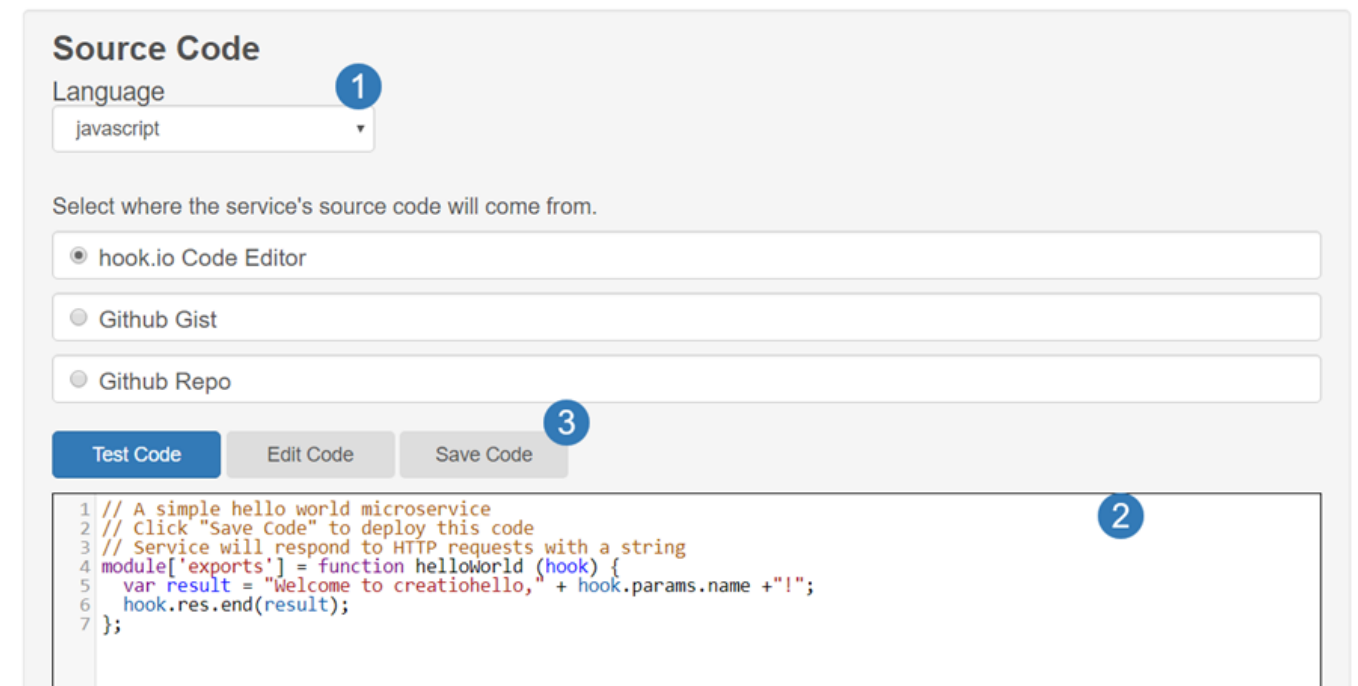 Source Code
Language
1
javascript
Select where the service's source code will come from.
hook.io Code Editor
Github Gist
Github Repo
3
Test Code Edit Code Save Code
2
1 // A simple hello world microservice
2 // Click "Save Code" to deploy this code
3 // Service will respond to HTTP requests with a string
4 module['exports'] = function helloWorld (hook) {
5 var result = "Welcome to creatiohello," + hook.params.name +"!";
6 hook.res.end(result);
7 };